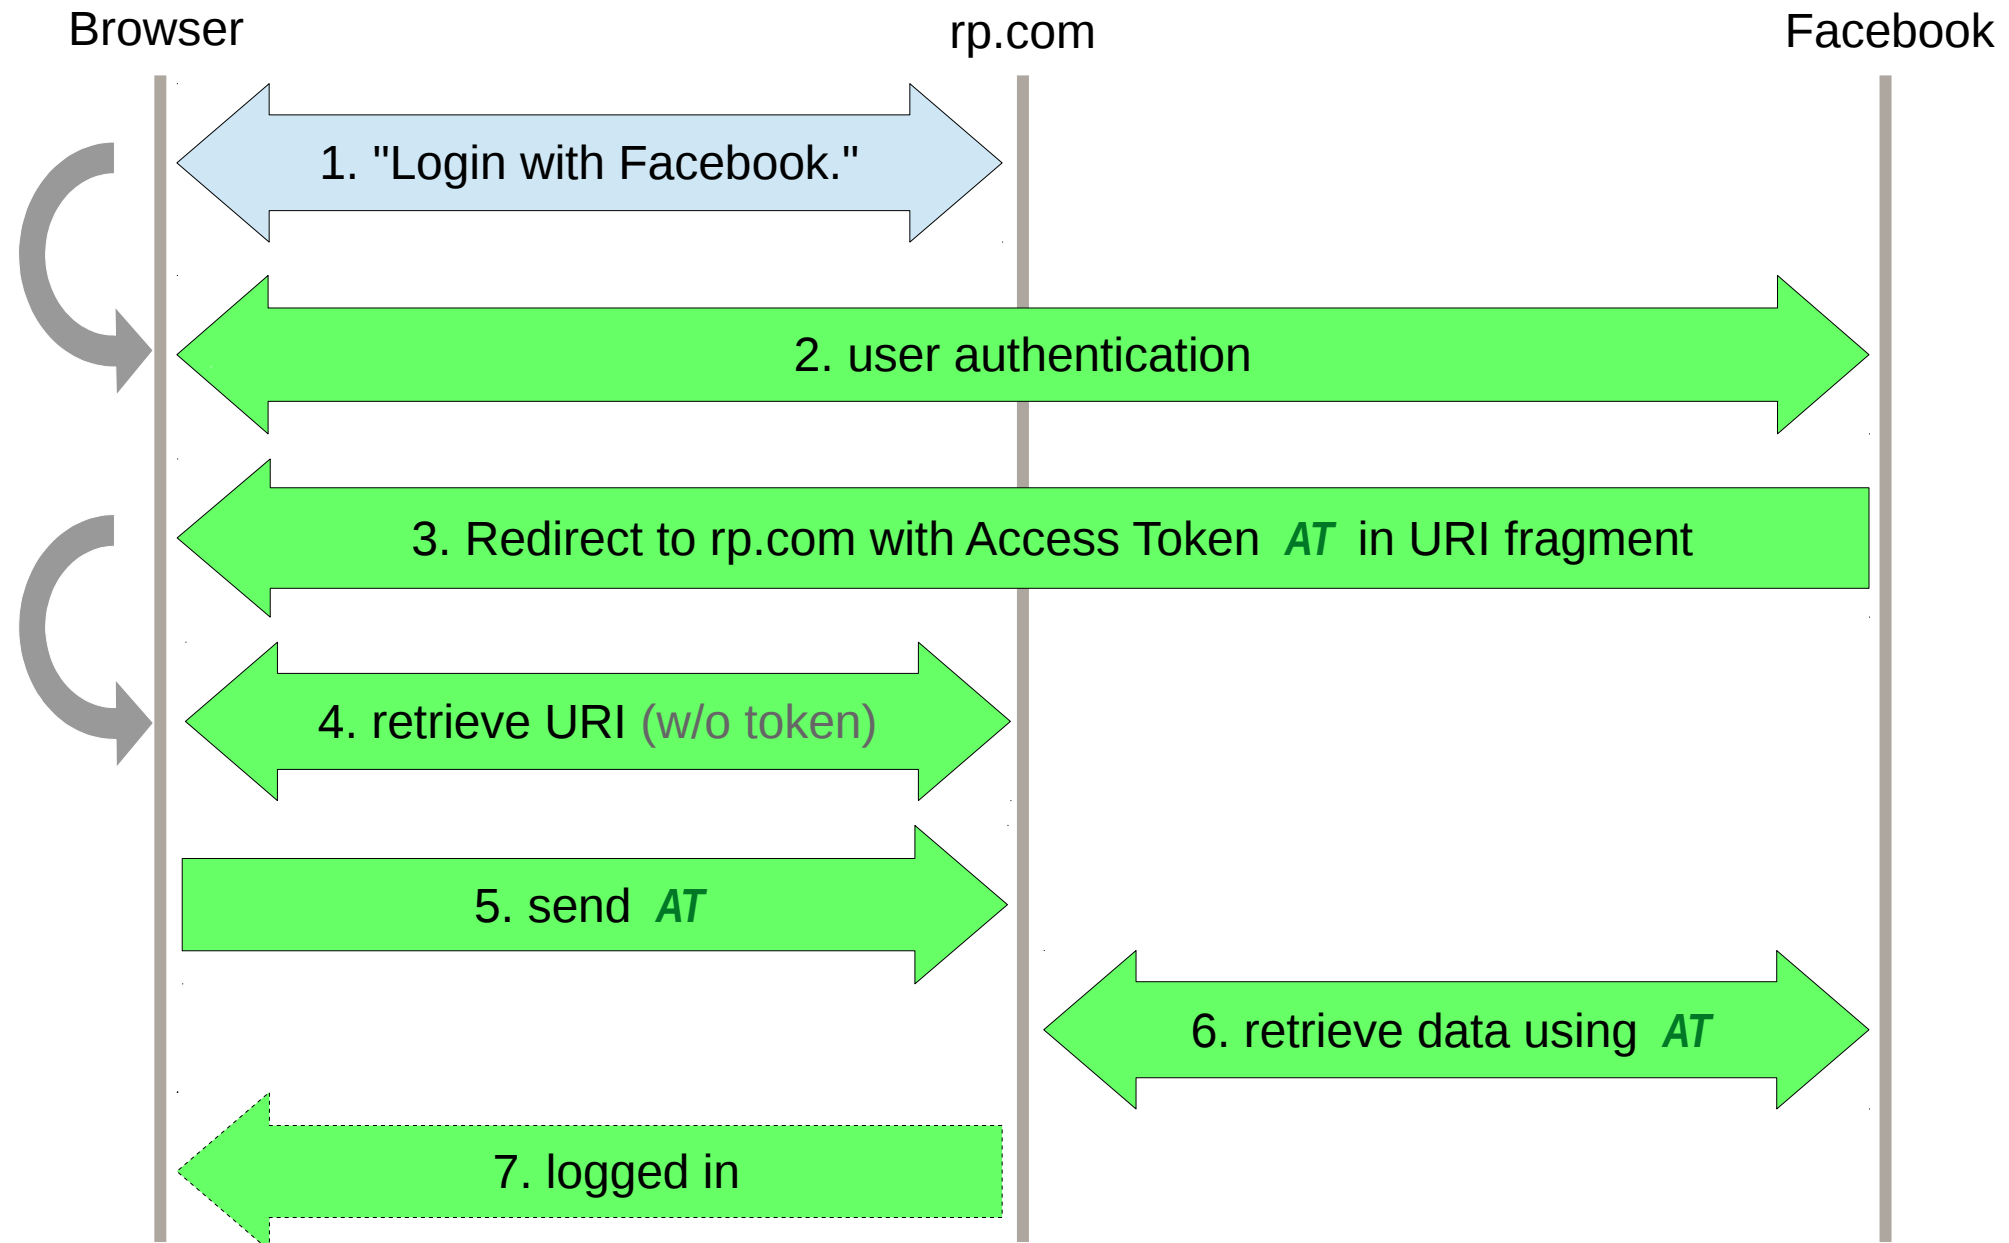 Browser
rp.com
Facebook
1. "Login with Facebook."
2. user authentication
3. Redirect to rp.com with Access Token AT in URI fragment
4. retrieve URI (w/o token)
5. send AT
6. retrieve data using AT
7. logged in